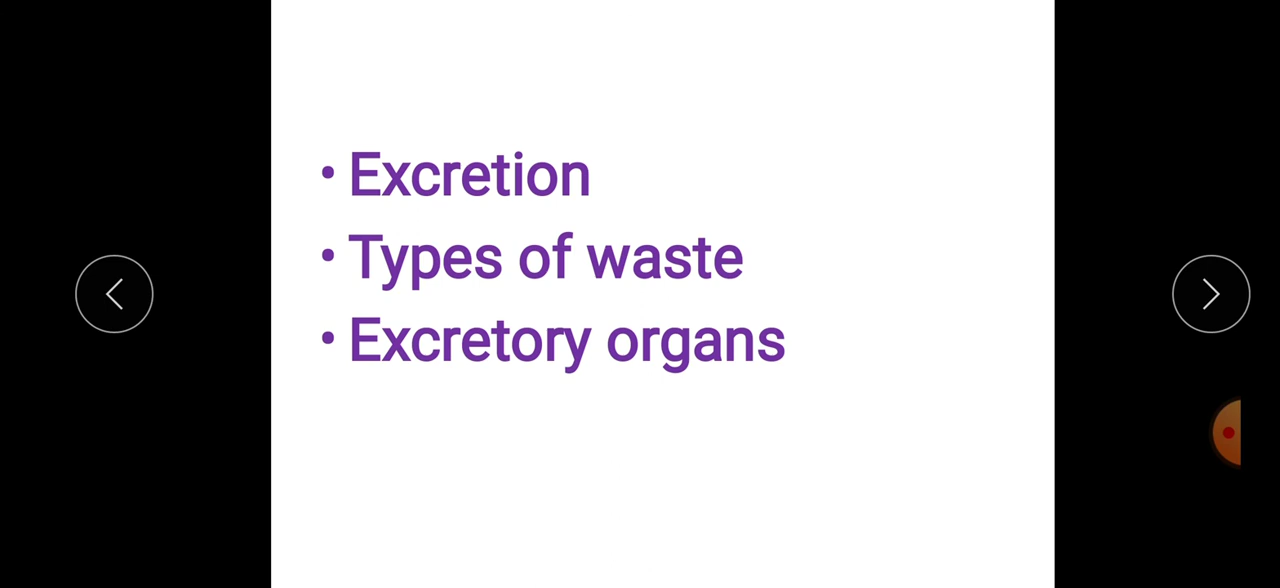 • Excretion
• Types of waste
• Excretory organs